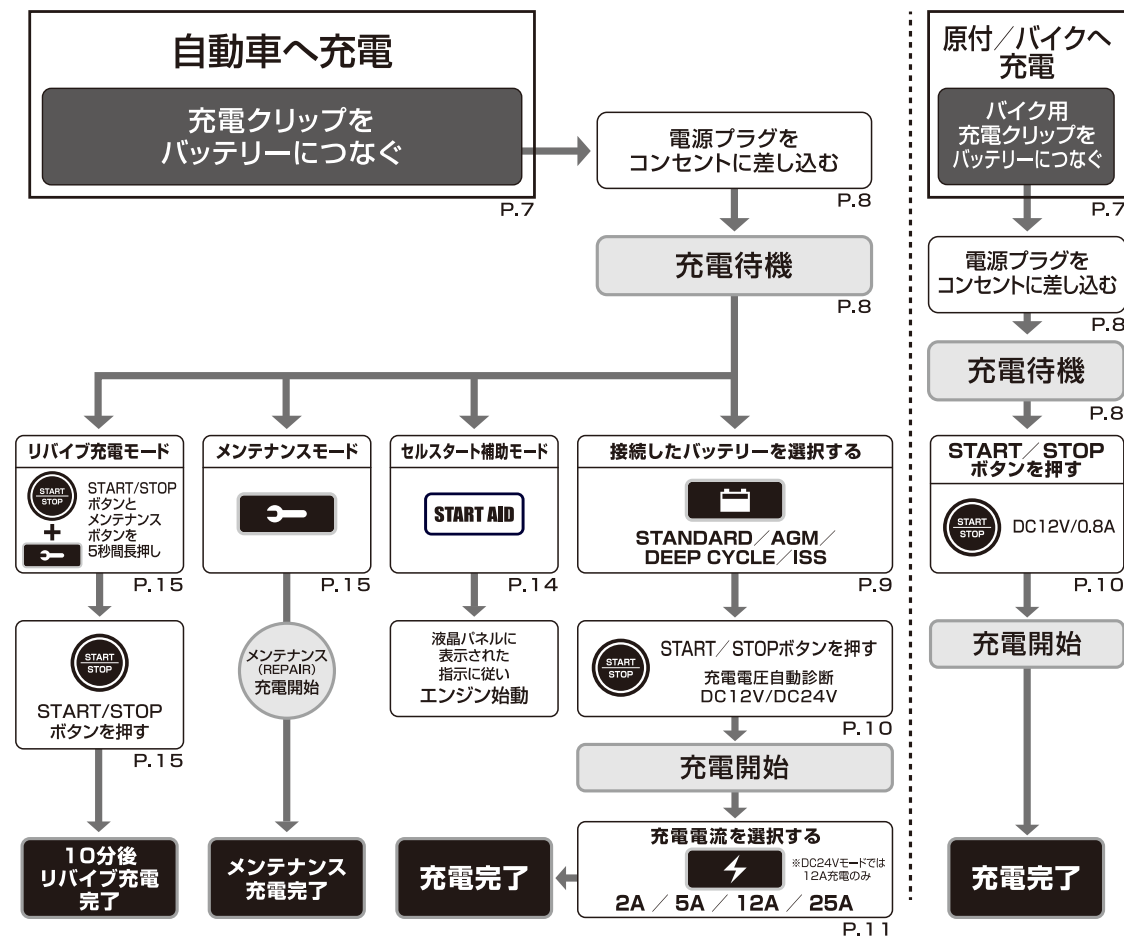 自動車へ充電
充電クリップを
バッテリーにつなぐ
P.7
電源プラグを
コンセントに差し込む
P.8
充電待機
P.8
リバイブ充電モード
START
STOP
START/STOP
ボタンと
メンテナンス
ボタンを
5秒間長押し
+
P.15
START
STOP
START/STOP
ボタンを押す
P.15
10分後
リバイブ充電
完了
メンテナンスモード
P.15
メンテナンス
(REPAIR)
充電開始
メンテナンス
充電完了
セルスタート補助モード
START AID
P.14
液晶パネルに
表示された
指示に従い
エンジン始動
接続したバッテリーを選択する
STANDARD/AGM/
DEEP CYCLE/ISS
P.9
START
STOP
START/STOPボタンを押す
充電電圧自動診断
DC12V/DC24V
P.10
充電開始
充電電流を選択する
※DC24Vモードでは
12A充電のみ
2A / 5A / 12A / 25A
P.11
充電完了
原付/バイクへ
充電
バイク用
充電クリップを
バッテリーにつなぐ
P.7
電源プラグを
コンセントに差し込む
P.8
充電待機
P.8
START/STOP
ボタンを押す
START
STOP
DC12V/0.8A
P.10
充電開始
充電完了